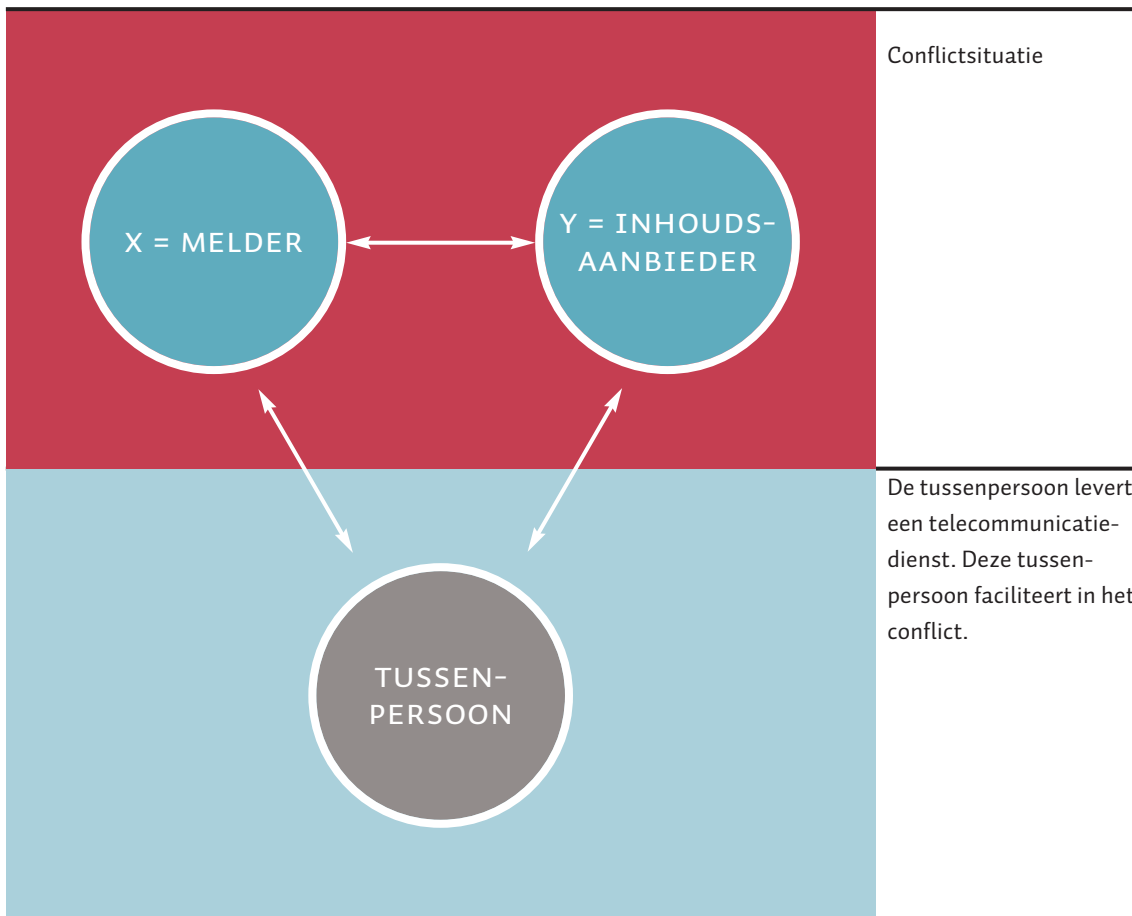 Conflictsituatie
X = MELDER
Y = INHOUDS-
AANBIEDER
De tussenpersoon levert
een telecommunicatie-
dienst. Deze tussen-
persoon faciliteert in het
conflict.
TUSSEN-
PERSOON